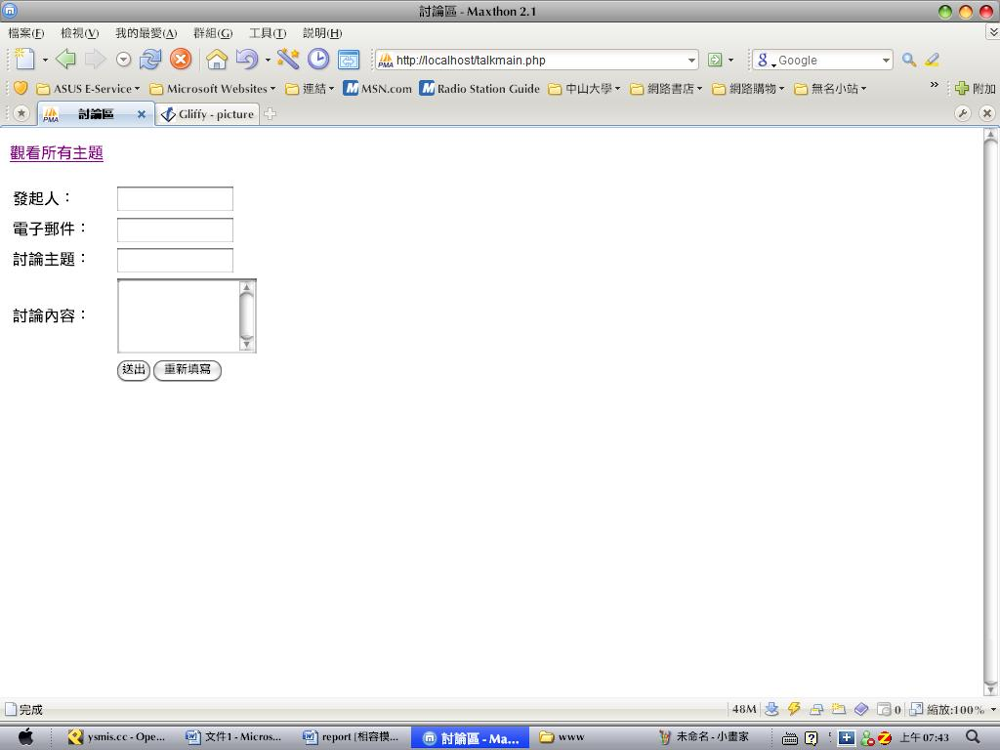 討論區 - Maxthon 2.1
檔案(F) 檢視(V) 我的最愛(A) 群組(G) 工具(T) 說明(H)
PMA http://localhost/talkmain.php g Google
ASUS E-Service Microsoft Websites 連結 MSN.com Radio Station Guide 中山大學 網路書店 網路購物 無名小站 » 附加
PMA 討論區 Gliffy - picture
觀看所有主題
發起人：
電子郵件：
討論主題：
討論內容：
送出 重新填寫
完成 48M 0 縮放:100%
ysmis.cc - Ope... 文件1 - Micros... report [相容模... 討論區 - Ma... www 未命名 - 小畫家 上午 07:43